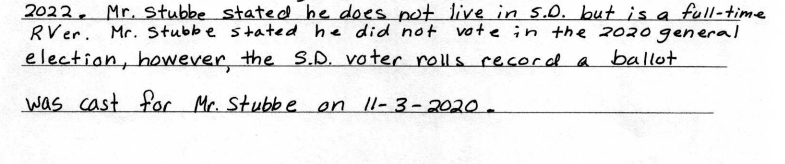 2022. Mr. Stubbe stated he does not live in S.D. but is a full-time
RVer. Mr. Stubbe stated he did not vote in the 2020 general
election, however, the S.D. voter rolls record a ballot
was cast for Mr. Stubbe on 11-3-2020.